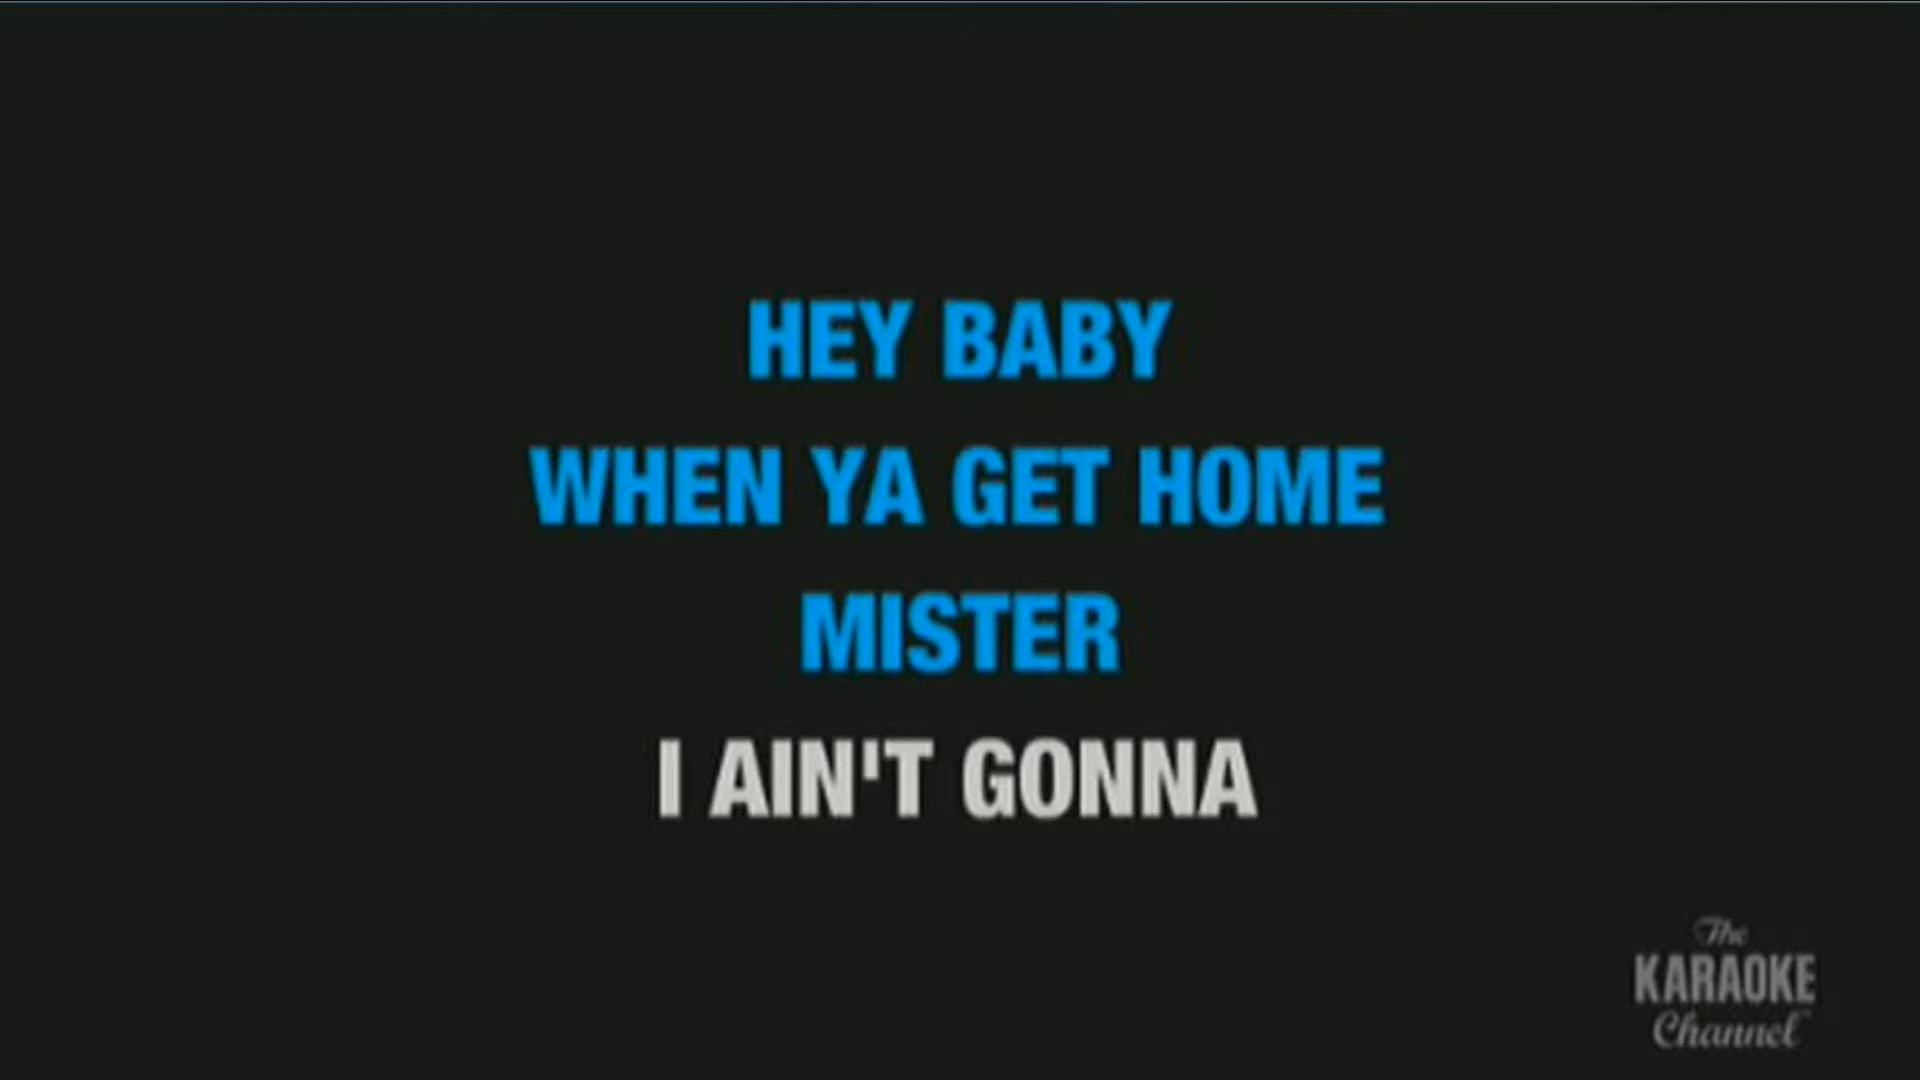 HEY BABY
WHEN YA GET HOME
MISTER
I AIN'T GONNA
The
KARAOKE
Channel